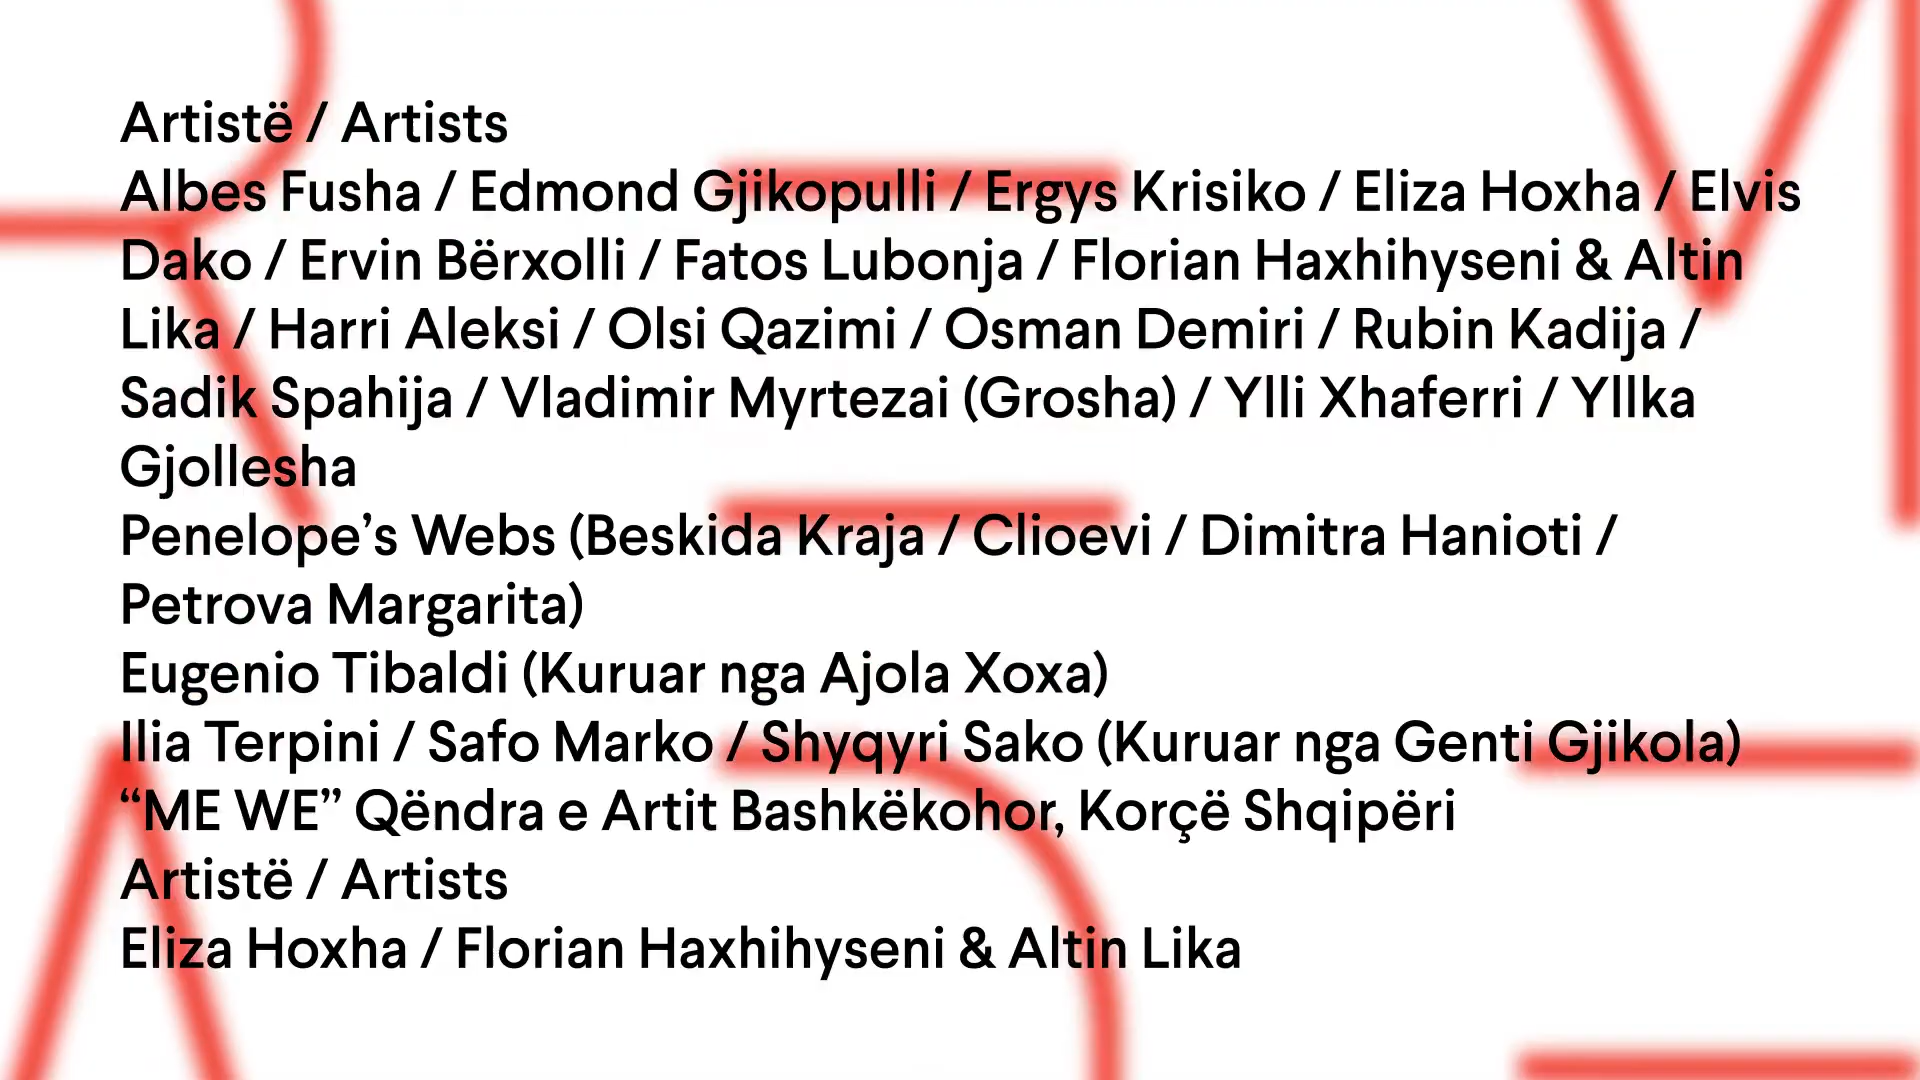 Artistë / Artists
Albes Fusha / Edmond Gjikopulli / Ergys Krisiko / Eliza Hoxha / Elvis
Dako / Ervin Bërxolli / Fatos Lubonja / Florian Haxhihyseni & Altin
Lika / Harri Aleksi / Olsi Qazimi / Osman Demiri / Rubin Kadija /
Sadik Spahija / Vladimir Myrtezai (Grosha) / Ylli Xhaferri / Yllka
Gjollesha
Penelope’s Webs (Beskida Kraja / Clioevi / Dimitra Hanioti /
Petrova Margarita)
Eugenio Tibaldi (Kuruar nga Ajola Xoxa)
Ilia Terpini / Safo Marko / Shyqyri Sako (Kuruar nga Genti Gjikola)
“ME WE” Qëndra e Artit Bashkëkohor, Korçë Shqipëri
Artistë / Artists
Eliza Hoxha / Florian Haxhihyseni & Altin Lika